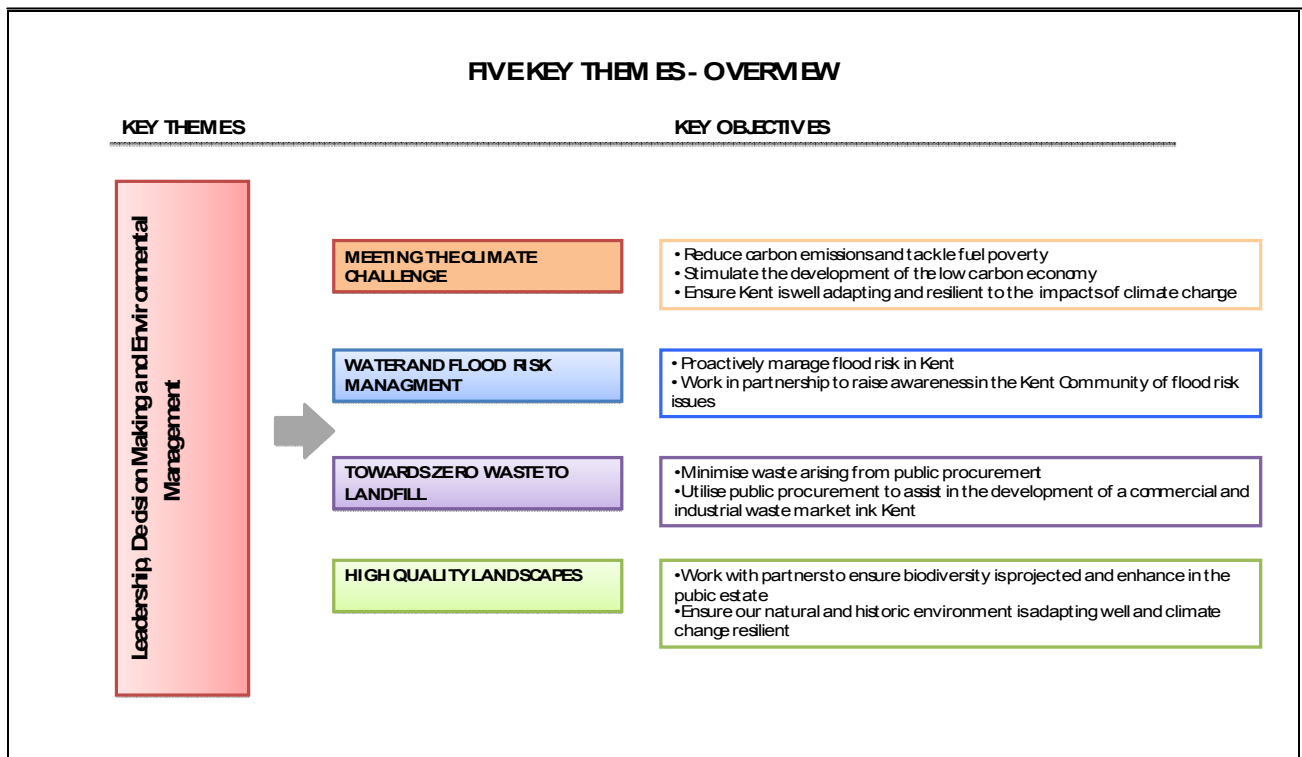 FIVE KEY THEMES - OVERVIEW
KEY THEMES
KEY OBJECTIVES
Leadership, Decision Making and Environmental
Management
MEETING THE CLIMATE
CHALLENGE
• Reduce carbon emissions and tackle fuel poverty
• Stimulate the development of the low carbon economy
• Ensure Kent is well adapting and resilient to the impacts of climate change
WATER AND FLOOD RISK
MANAGMENT
• Proactively manage flood risk in Kent
• Work in partnership to raise awareness in the Kent Community of flood risk
issues
TOWARDS ZERO WASTE TO
LANDFILL
• Minimise waste arising from public procurement
• Utilise public procurement to assist in the development of a commercial and
industrial waste market ink Kent
HIGH QUALITY LANDSCAPES
• Work with partners to ensure biodiversity is projected and enhance in the
pubic estate
• Ensure our natural and historic environment is adapting well and climate
change resilient